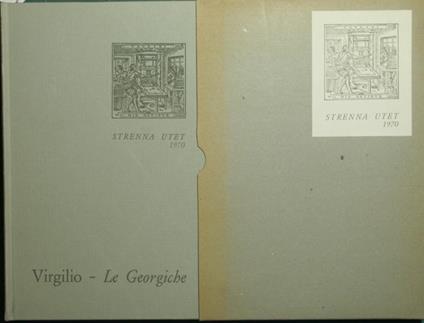 STRENNA UTET
1970
Virgilio - Le Georgiche
STRENNA UTET
1970